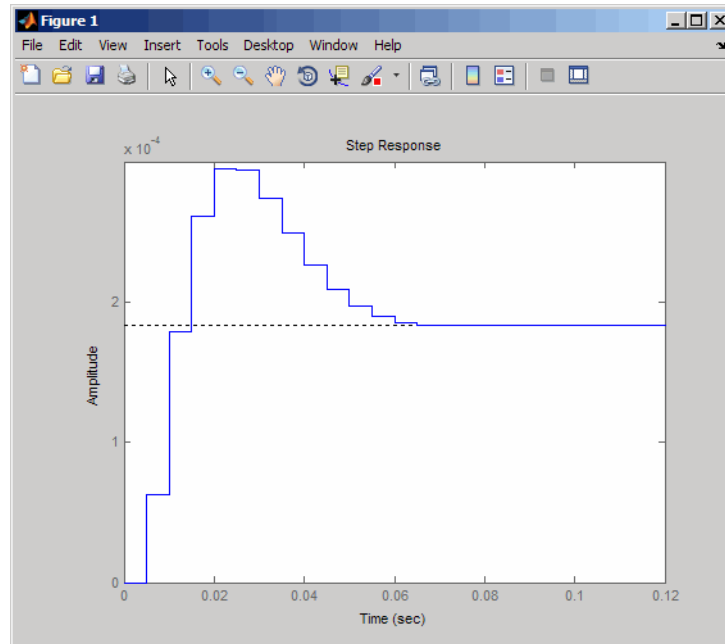 Figure 1
File Edit View Insert Tools Desktop Window Help
x 10^-4
Step Response
2
1
0
Amplitude
0 0.02 0.04 0.06 0.08 0.1 0.12
Time (sec)